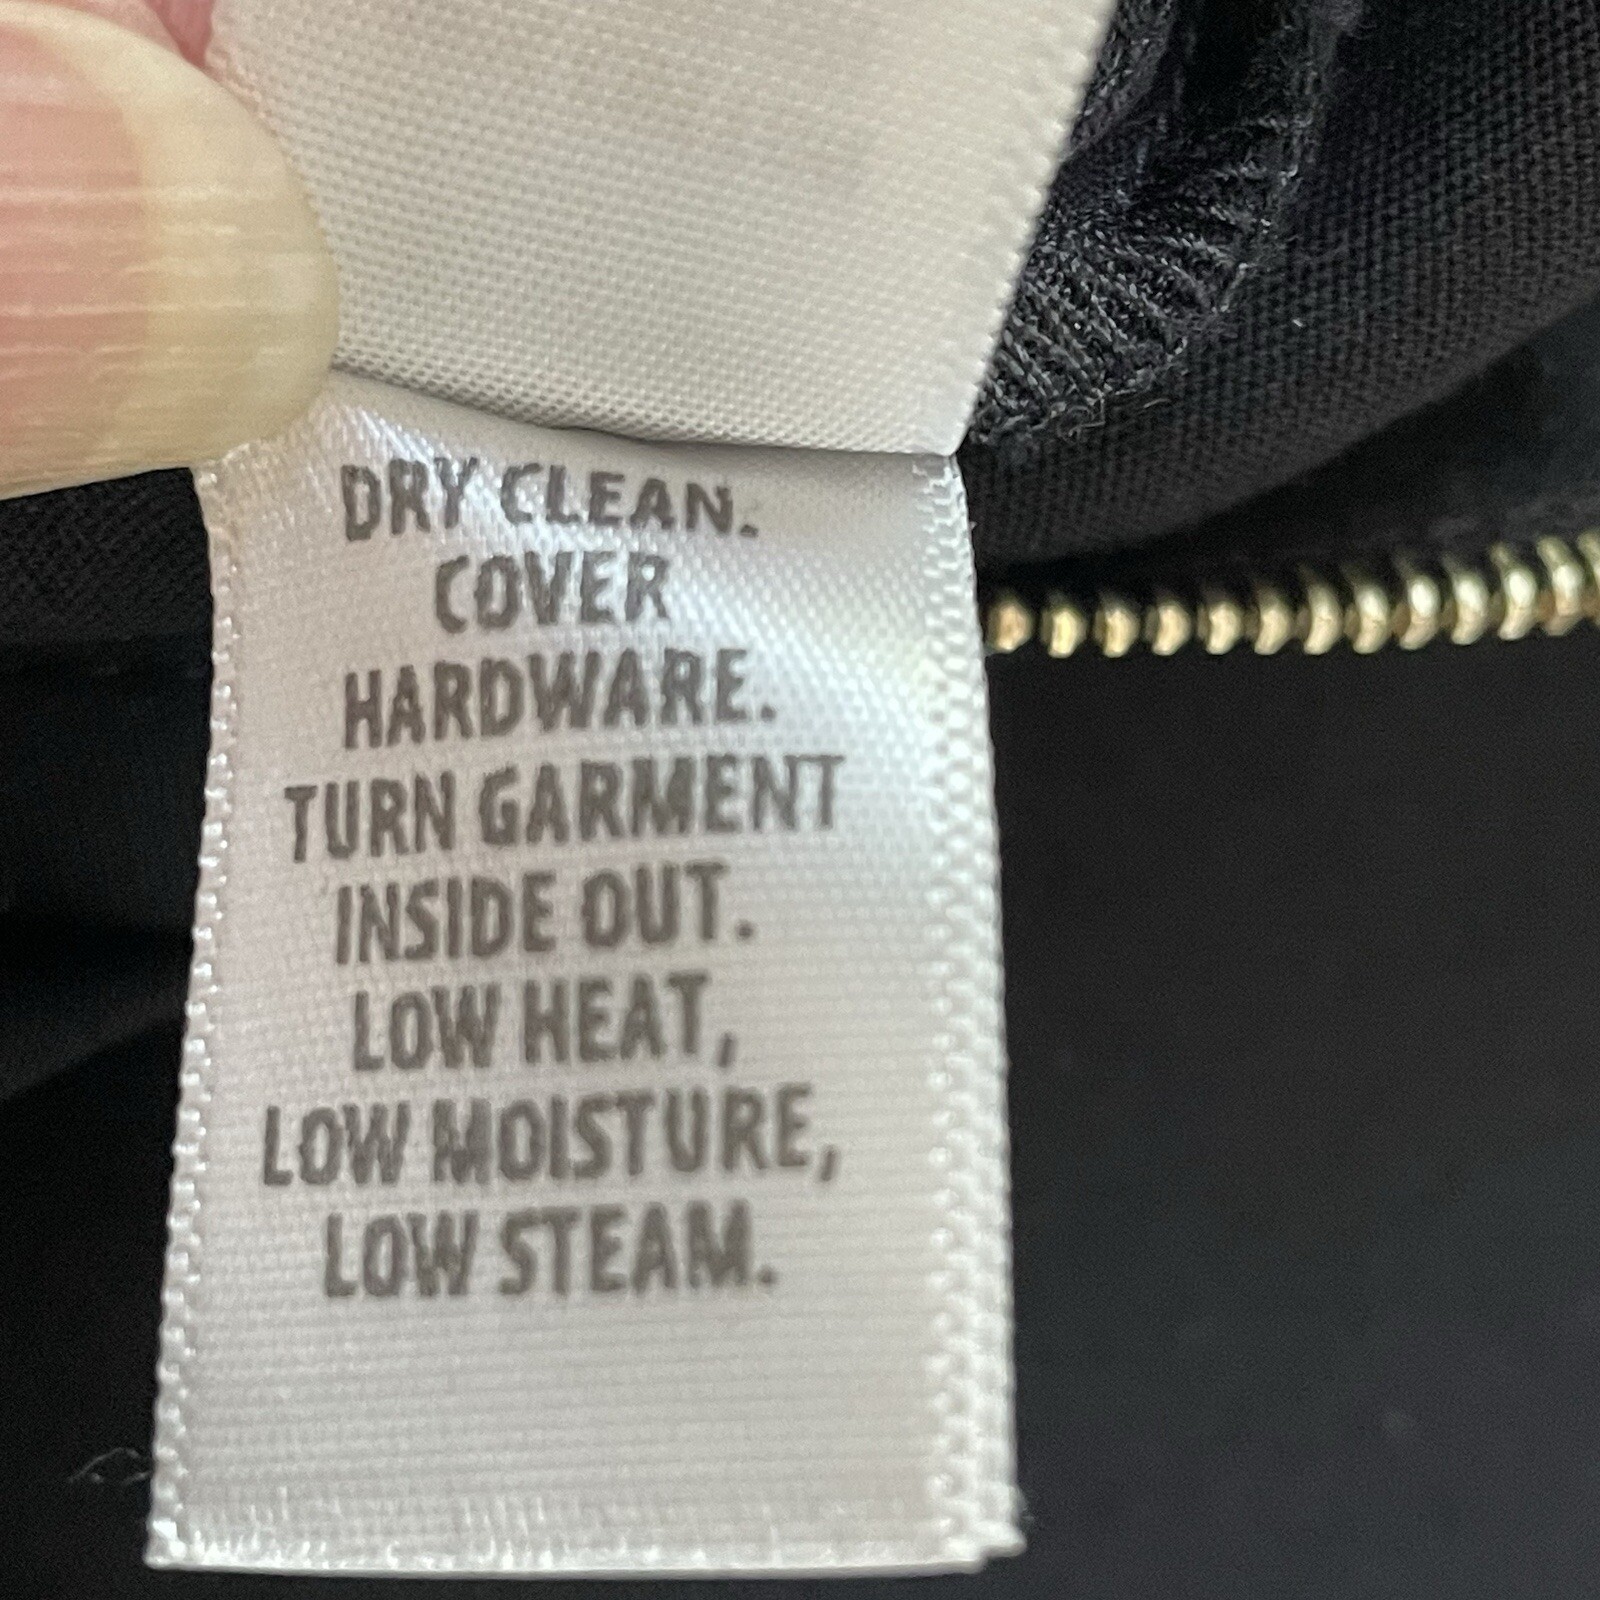 DRY CLEAN.
COVER
HARDWARE.
TURN GARMENT
INSIDE OUT.
LOW HEAT,
LOW MOISTURE,
LOW STEAM.